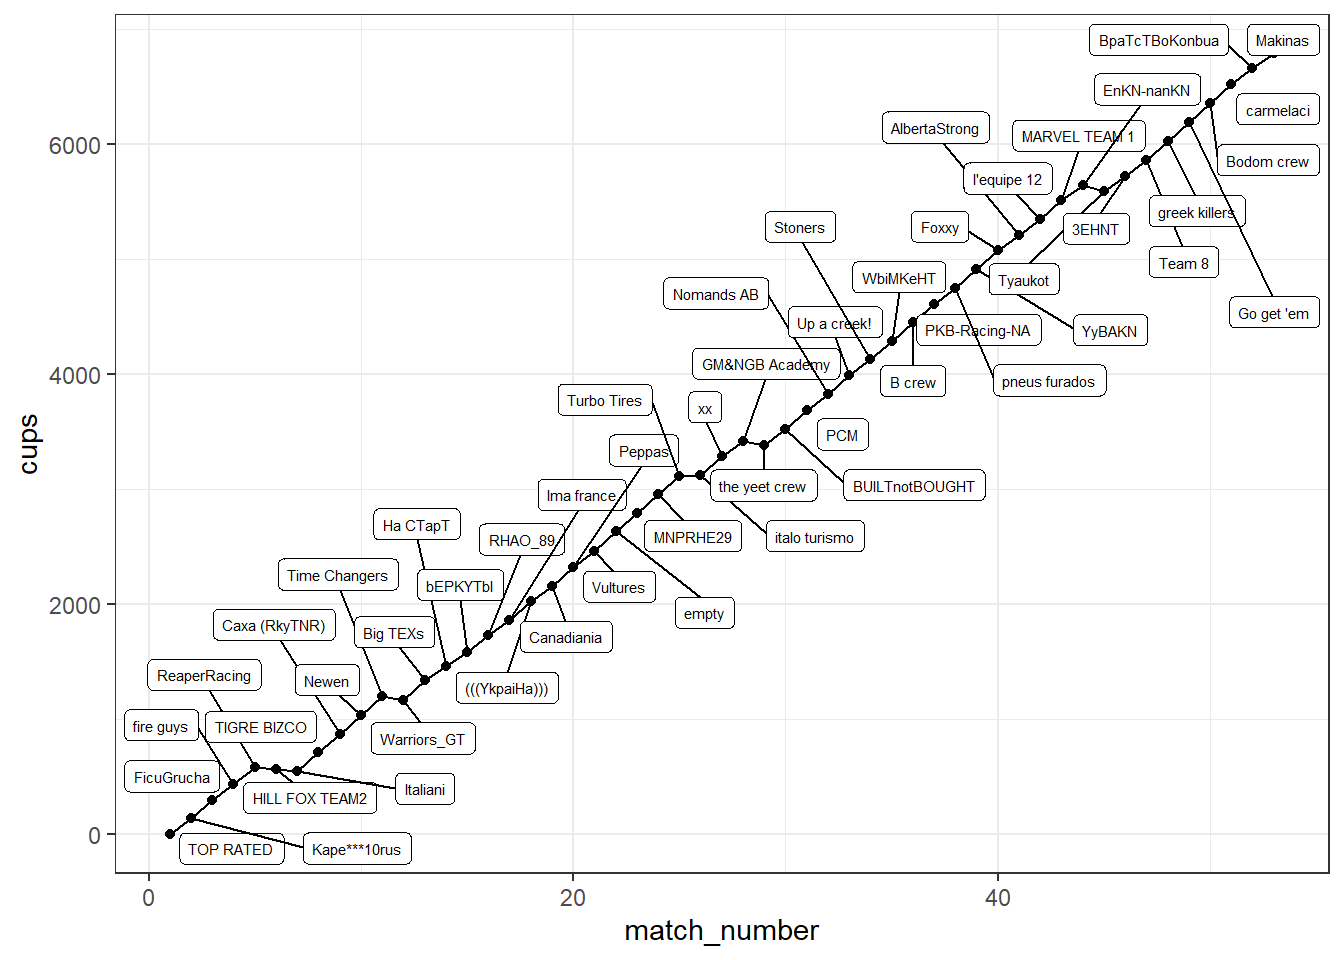 BpaTcTBoKonbua
Makinas
EnKN-nanKN
carmelaci
AlbertaStrong
MARVEL TEAM 1
6000
Bodom crew
l'equipe 12
greek killers
Stoners
Foxxy
3EHNT
Team 8
WbiMKeHT
Tyaukot
Nomands AB
Go get 'em
Up a creek!
PKB-Racing-NA
YyBAKN
GM&NGB Academy
4000
B crew
pneus furados
Turbo Tires
xx
PCM
cups
Peppas
the yeet crew
BUILTnotBOUGHT
Ima france
Ha CTapT
RHAO_89
MNPRHE29
italo turismo
Time Changers
bEPKYTbI
Vultures
2000
empty
Caxa (RkyTNR)
Big TEXs
Canadiania
ReaperRacing
Newen
(((YkpaiHa)))
fire guys
TIGRE BIZCO
Warriors_GT
FicuGrucha
HILL FOX TEAM2
Italiani
0
TOP RATED
Kape***10rus
0
20
40
match_number